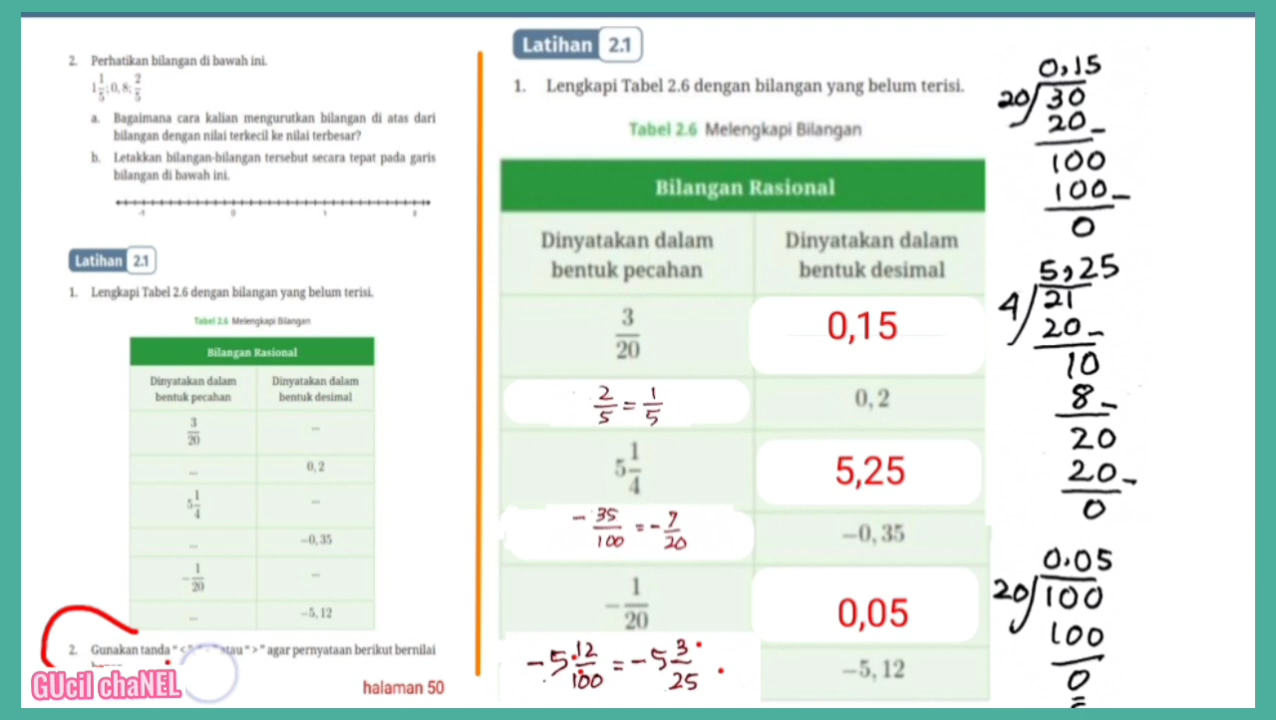 2. Perhatikan bilangan di bawah ini.
1 1/5; 0, 8; 2/5
a. Bagaimana cara kalian mengurutkan bilangan di atas dari
bilangan dengan nilai terkecil ke nilai terbesar?
b. Letakkan bilangan-bilangan tersebut secara tepat pada garis
bilangan di bawah ini.
-1 0 1 2
Latihan 2.1
1. Lengkapi Tabel 2.6 dengan bilangan yang belum terisi.
Tabel 2.6 Melengkapi Bilangan
Bilangan Rasional
Dinyatakan dalam bentuk pecahan
Dinyatakan dalam bentuk desimal
3/20 ...
... 0, 2
5 1/4 ...
... -0, 35
-1/20 ...
... -5, 12
2. Gunakan tanda "<" atau ">" agar pernyataan berikut bernilai
GUcil chaNEL
halaman 50
Latihan 2.1
1. Lengkapi Tabel 2.6 dengan bilangan yang belum terisi.
Tabel 2.6 Melengkapi Bilangan
Bilangan Rasional
Dinyatakan dalam bentuk pecahan
Dinyatakan dalam bentuk desimal
3/20 0,15
2/5 = 1/5 0, 2
5 1/4 5,25
-35/100 = -7/20 -0, 35
-1/20 0,05
-5 12/100 = -5 3/25 -5, 12
0,15
20 / 30
20 -
100
100 -
0
5,25
4 / 21
20 -
10
8 -
20
20 -
0
0.05
20 / 100
100
0